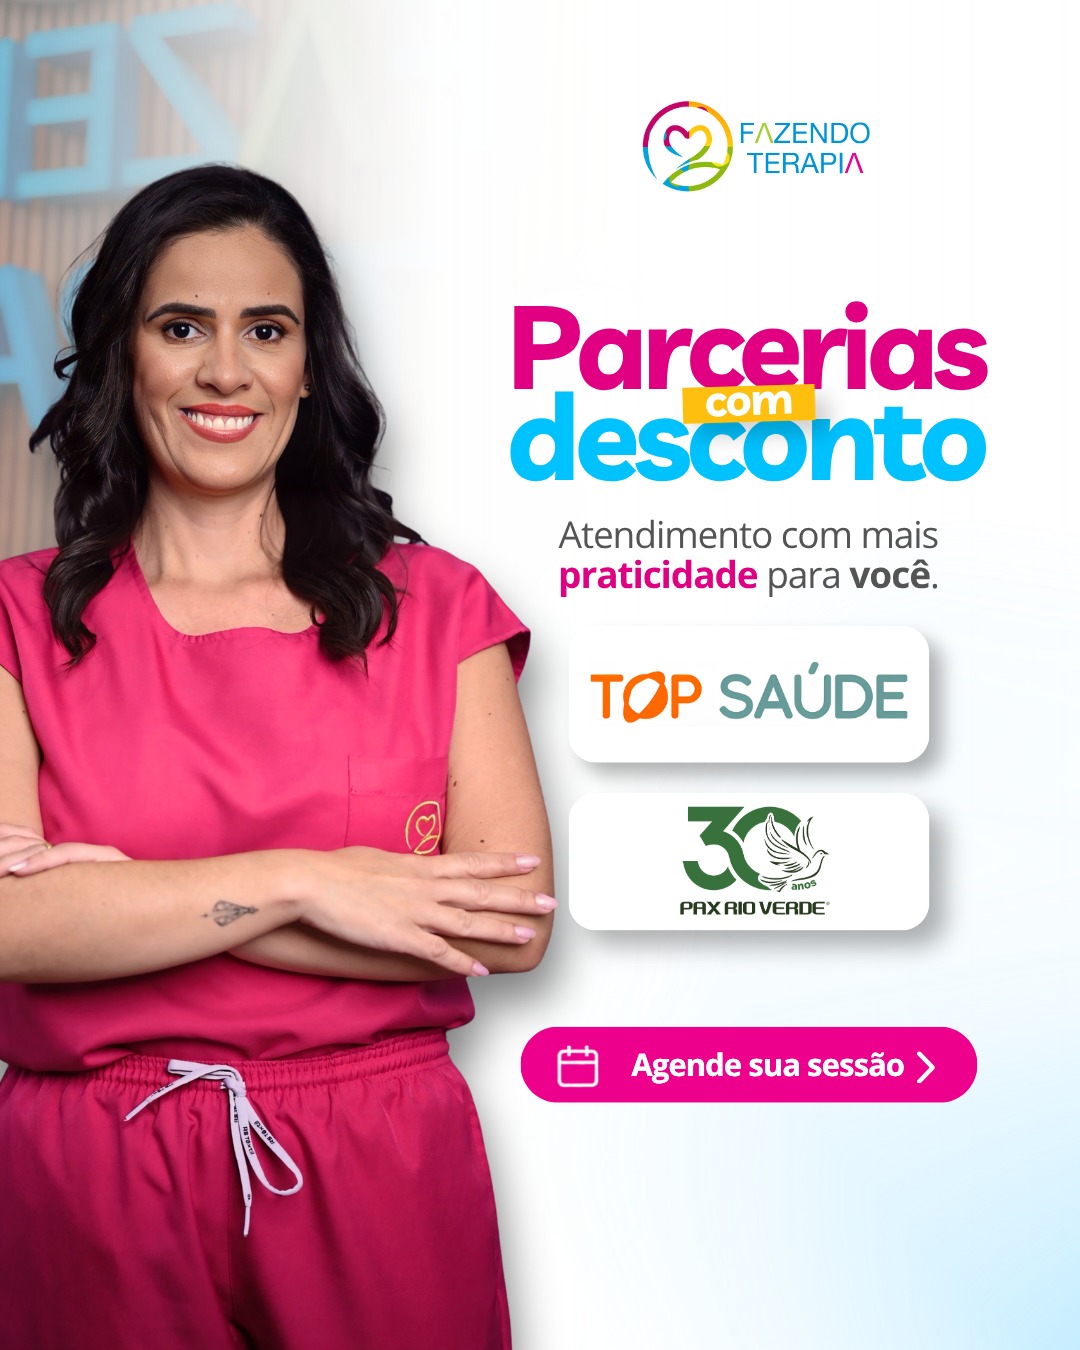 FAZENDO
TERAPIA
Parcerias
com
desconto
Atendimento com mais
praticidade para você.
TOP SAÚDE
30
anos
PAX RIO VERDE
Agende sua sessão